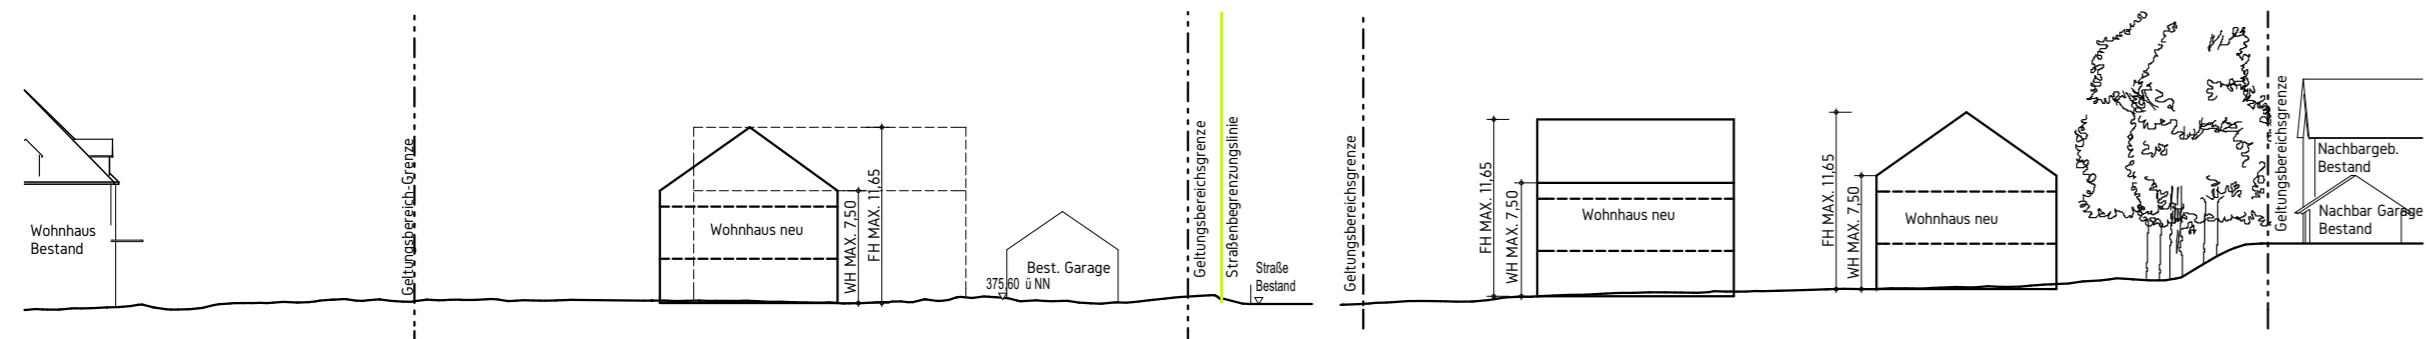 Wohnhaus
Bestand
Geltungsbereich-Grenze
Wohnhaus neu
WH MAX. 7,50
FH MAX. 11,65
375,60 ü NN
Best. Garage
Geltungsbereichsgrenze
Straßenbegrenzungslinie
Straße
Bestand
Geltungsbereichsgrenze
FH MAX. 11,65
WH MAX. 7,50
Wohnhaus neu
FH MAX. 11,65
WH MAX. 7,50
Wohnhaus neu
Geltungsbereichsgrenze
Nachbargeb.
Bestand
Nachbar Garage
Bestand